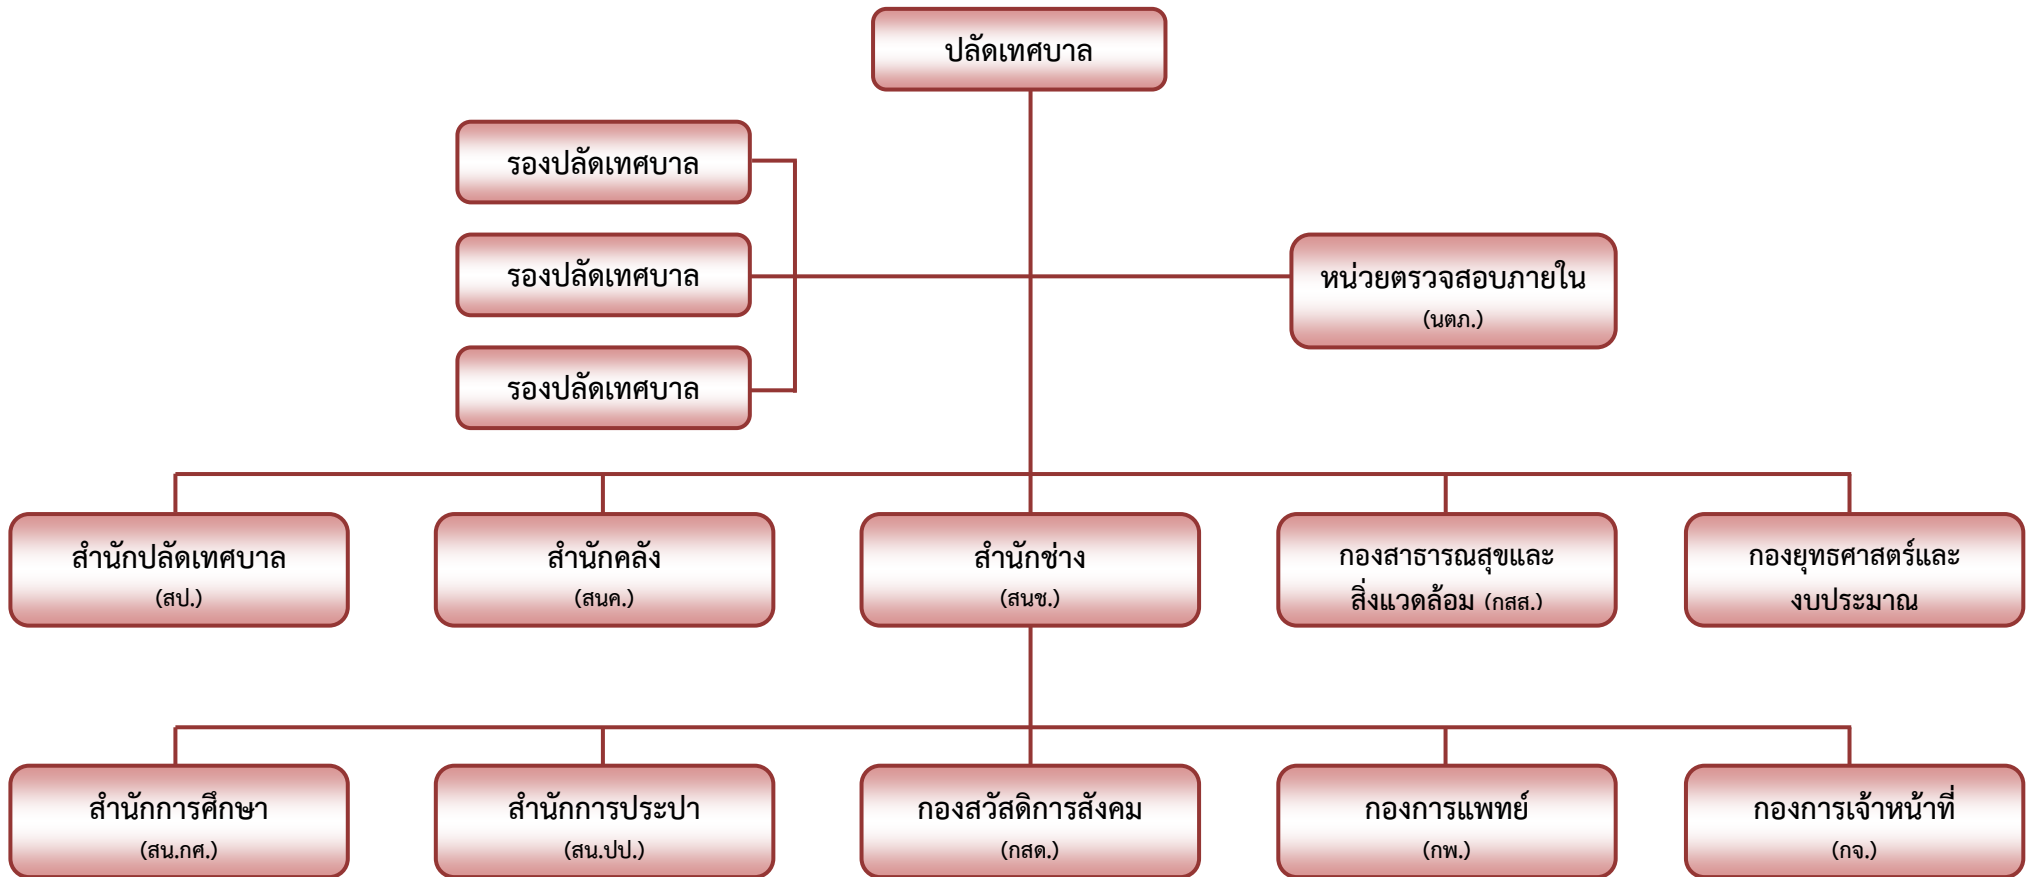 ปลัดเทศบาล
รองปลัดเทศบาล
รองปลัดเทศบาล
หน่วยตรวจสอบภายใน
(นตภ.)
รองปลัดเทศบาล
สำนักปลัดเทศบาล
(สป.)
สำนักคลัง
(สนค.)
สำนักช่าง
(สนช.)
กองสาธารณสุขและ
สิ่งแวดล้อม (กสส.)
กองยุทธศาสตร์และ
งบประมาณ
สำนักการศึกษา
(สน.กศ.)
สำนักการประปา
(สน.ปป.)
กองสวัสดิการสังคม
(กสด.)
กองการแพทย์
(กพ.)
กองการเจ้าหน้าที่
(กจ.)